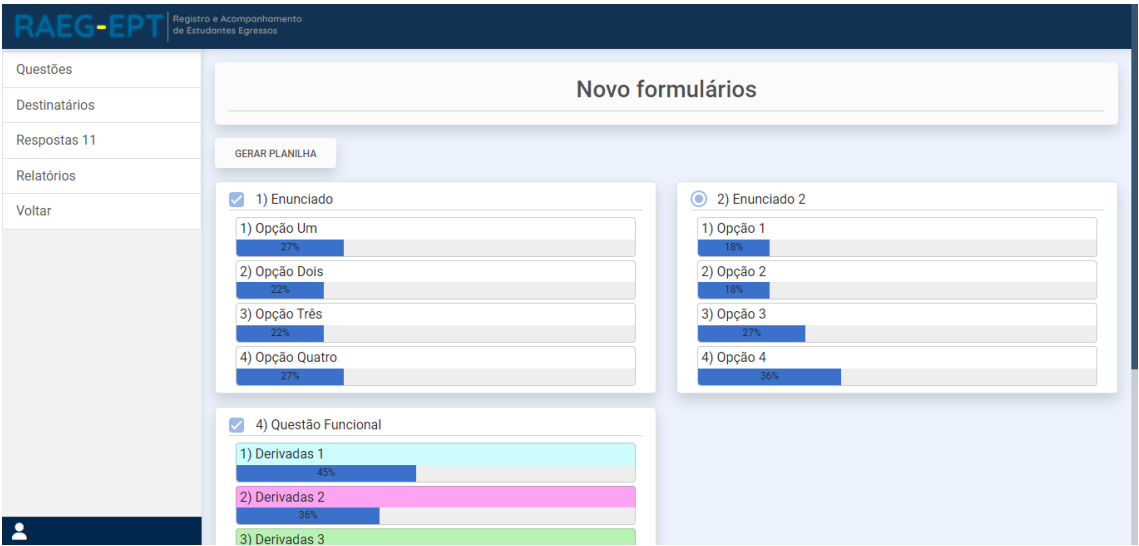 RAEG-EPT
Registro e Acompanhamento
de Estudantes Egressos
Questões
Destinatários
Respostas 11
Relatórios
Voltar
Novo formulários
GERAR PLANILHA
1) Enunciado
1) Opção Um
27%
2) Opção Dois
22%
3) Opção Três
22%
4) Opção Quatro
27%
2) Enunciado 2
1) Opção 1
18%
2) Opção 2
18%
3) Opção 3
27%
4) Opção 4
36%
4) Questão Funcional
1) Derivadas 1
45%
2) Derivadas 2
36%
3) Derivadas 3